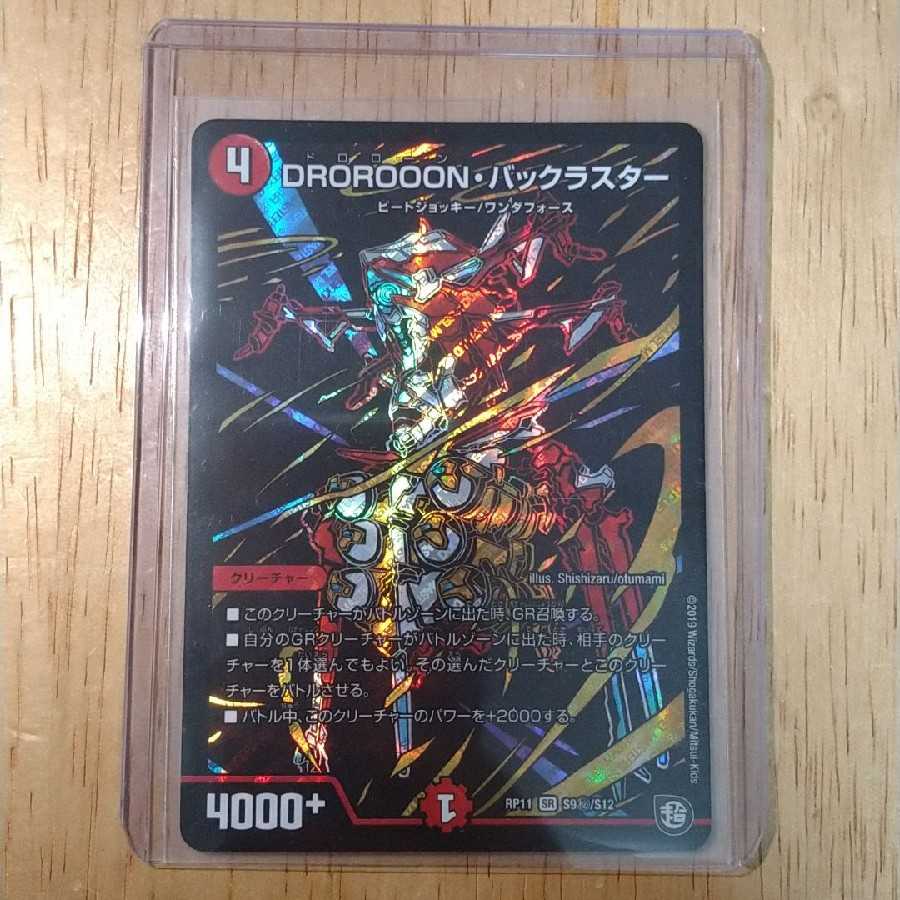 4
ドロローン
DROROOON・バックラスター
ビートジョッキー/ワンダフォース
クリーチャー
illus. Shishizaru/otumami
■ このクリーチャーがバトルゾーンに出た時、GR召喚する。
■ 自分のGRクリーチャーがバトルゾーンに出た時、相手のクリー
チャーを1体選んでもよい。その選んだクリーチャーとこのクリー
チャーをバトルさせる。
■ バトル中、このクリーチャーのパワーを+2000する。
©2019 Wizards/Shogakukan/Mitsui-Kids
4000+
1
RP11 SR S9㊙/S12
超